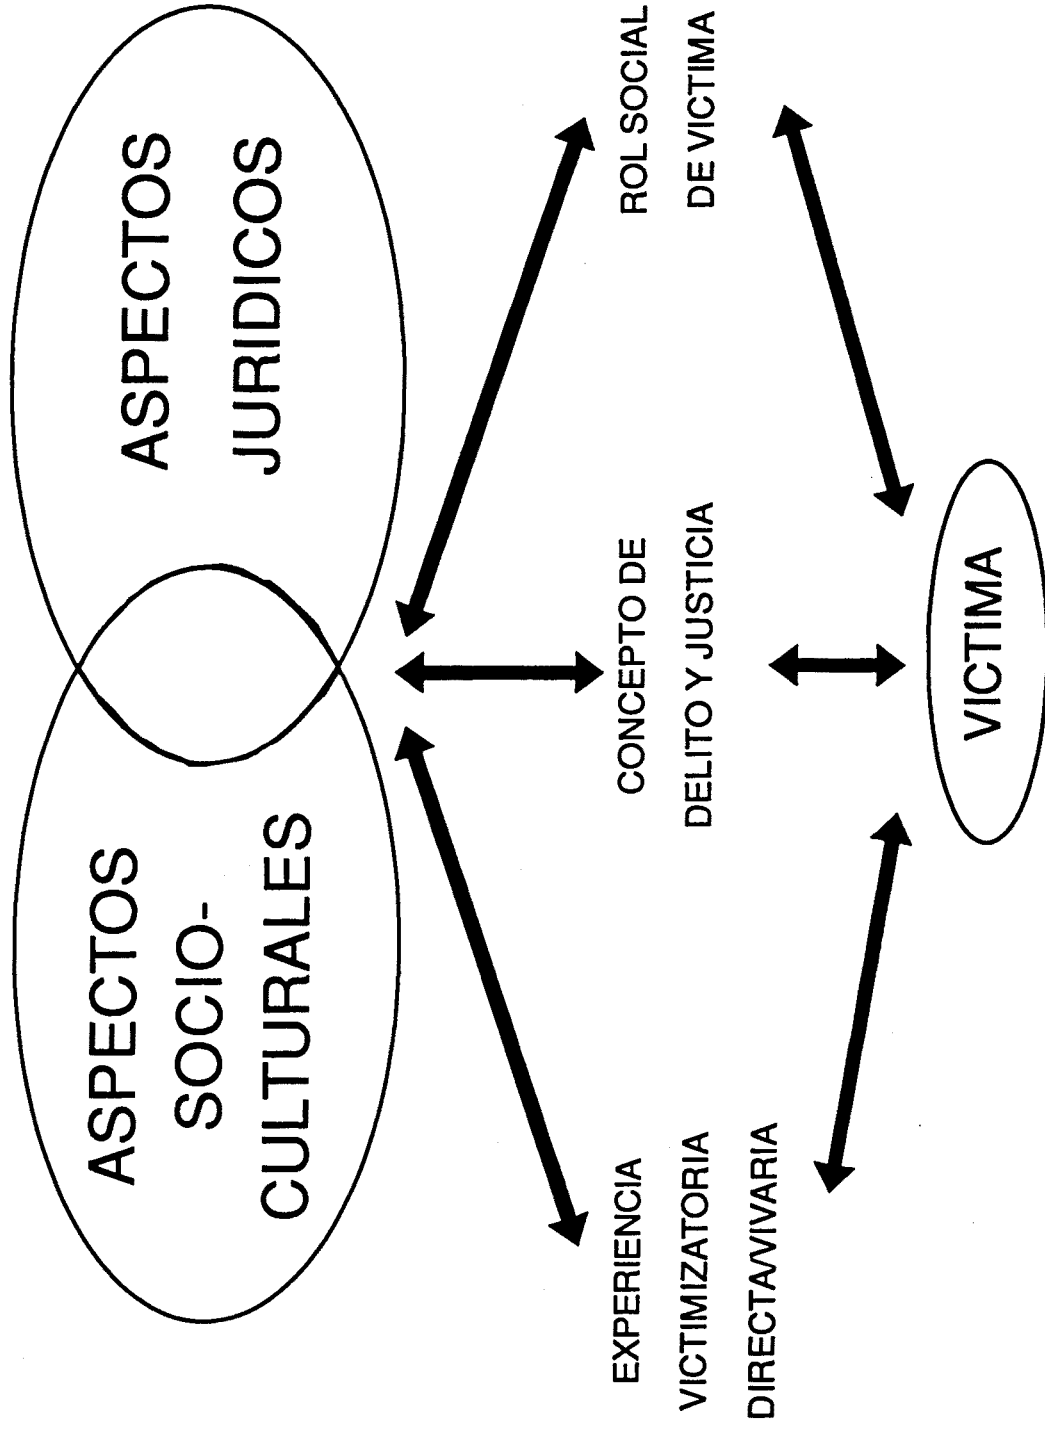 ASPECTOS
SOCIO-
CULTURALES
ASPECTOS
JURIDICOS
EXPERIENCIA
VICTIMIZATORIA
DIRECTA/VIVARIA
CONCEPTO DE
DELITO Y JUSTICIA
ROL SOCIAL
DE VICTIMA
VICTIMA